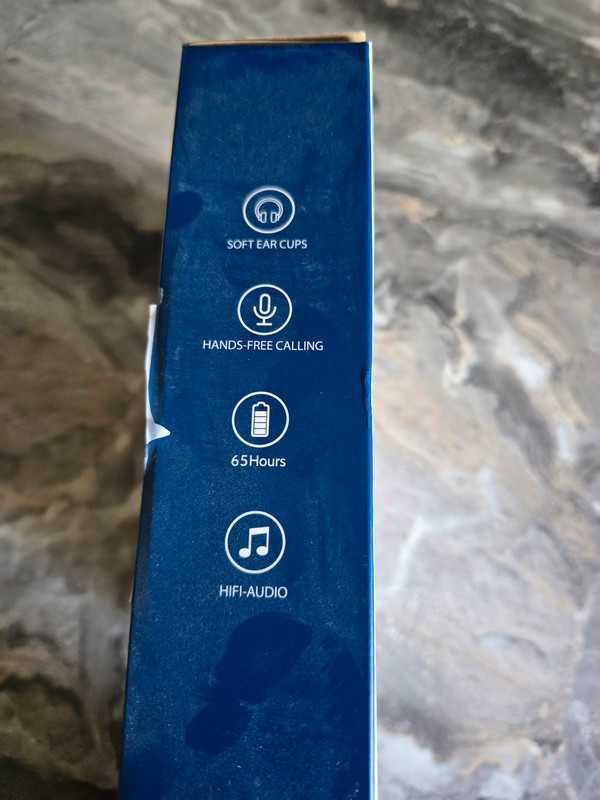 SOFT EAR CUPS
HANDS-FREE CALLING
65Hours
HIFI-AUDIO